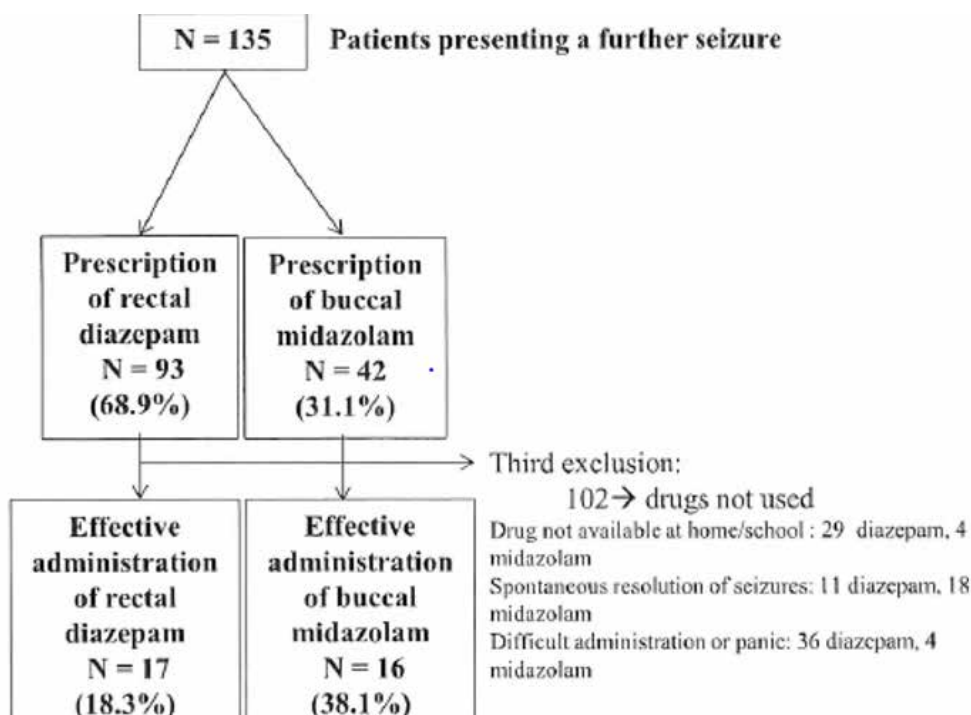 N = 135
Patients presenting a further seizure
Prescription
of rectal
diazepam
N = 93
(68.9%)
Prescription
of buccal
midazolam
N = 42
(31.1%)
Third exclusion:
102→ drugs not used
Drug not available at home/school : 29 diazepam, 4
midazolam
Spontaneous resolution of seizures: 11 diazepam, 18
midazolam
Difficult administration or panic: 36 diazepam, 4
midazolam
Effective
administration
of rectal
diazepam
N = 17
(18.3%)
Effective
administration
of buccal
midazolam
N = 16
(38.1%)